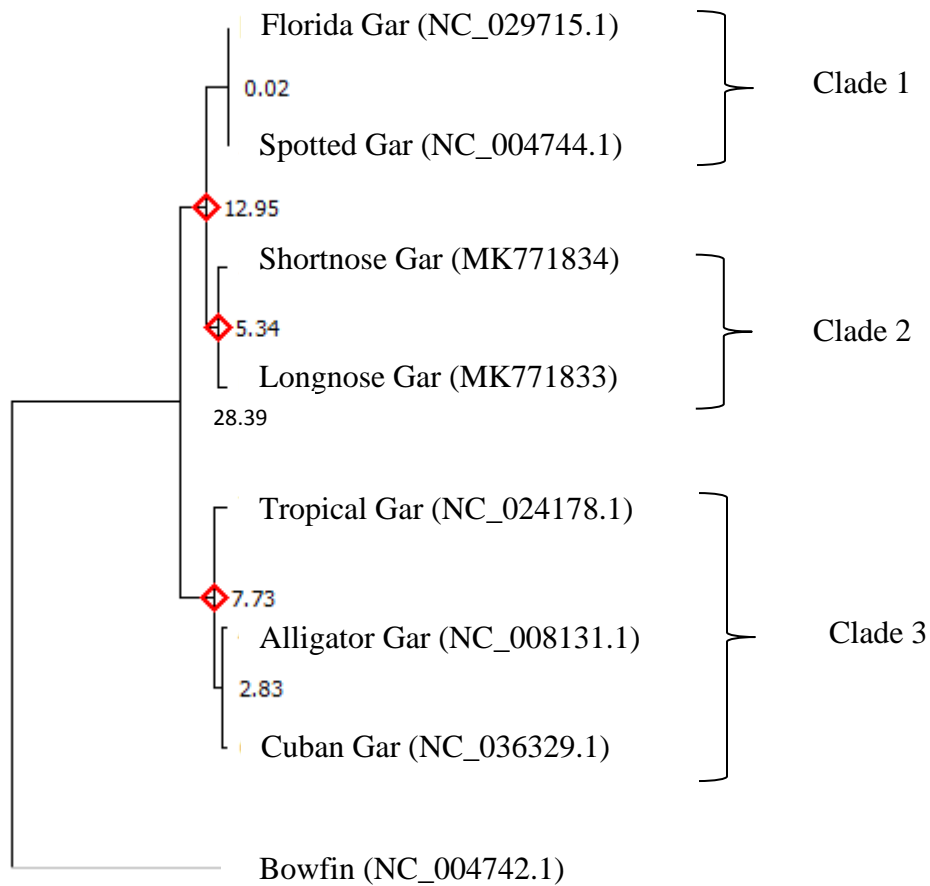 Florida Gar (NC_029715.1)
Clade 1
0.02
Spotted Gar (NC_004744.1)
12.95
Shortnose Gar (MK771834)
5.34
Clade 2
Longnose Gar (MK771833)
28.39
Tropical Gar (NC_024178.1)
7.73
Alligator Gar (NC_008131.1)
Clade 3
2.83
Cuban Gar (NC_036329.1)
Bowfin (NC_004742.1)